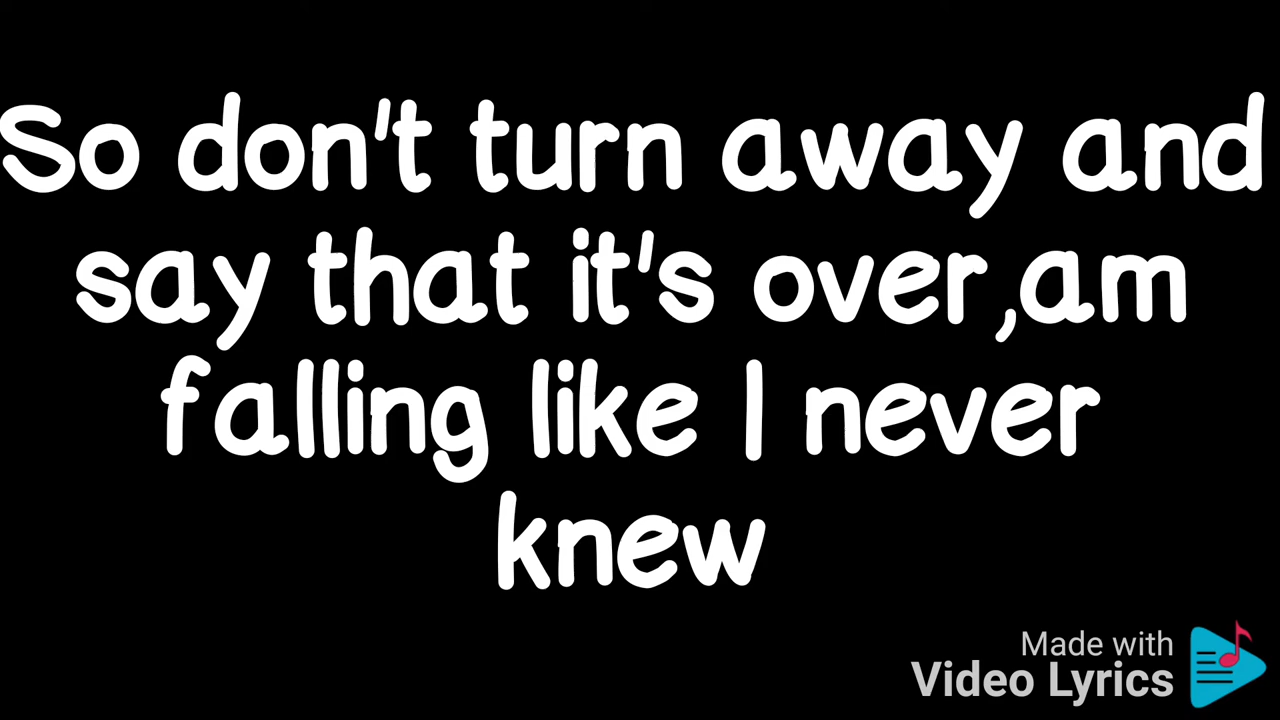 So don't turn away and
say that it's over,am
falling like I never
knew
Made with
Video Lyrics